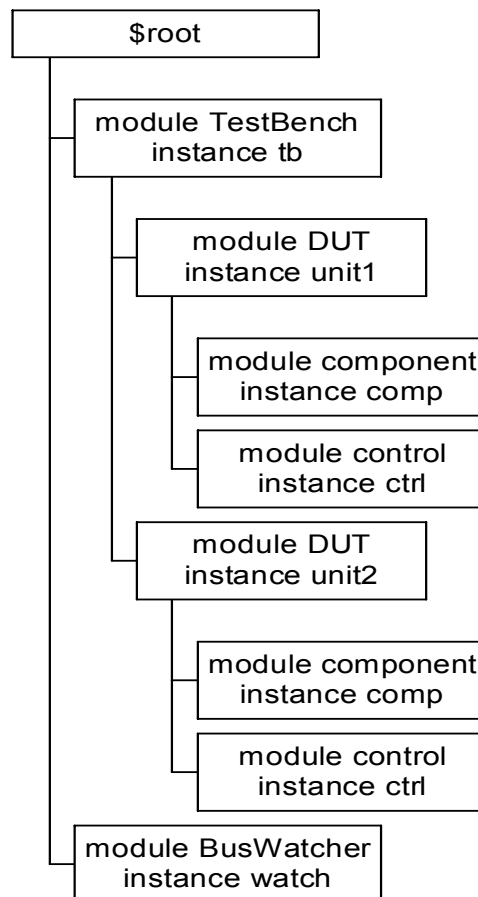 $root
module TestBench
instance tb
module DUT
instance unit1
module component
instance comp
module control
instance ctrl
module DUT
instance unit2
module component
instance comp
module control
instance ctrl
module BusWatcher
instance watch